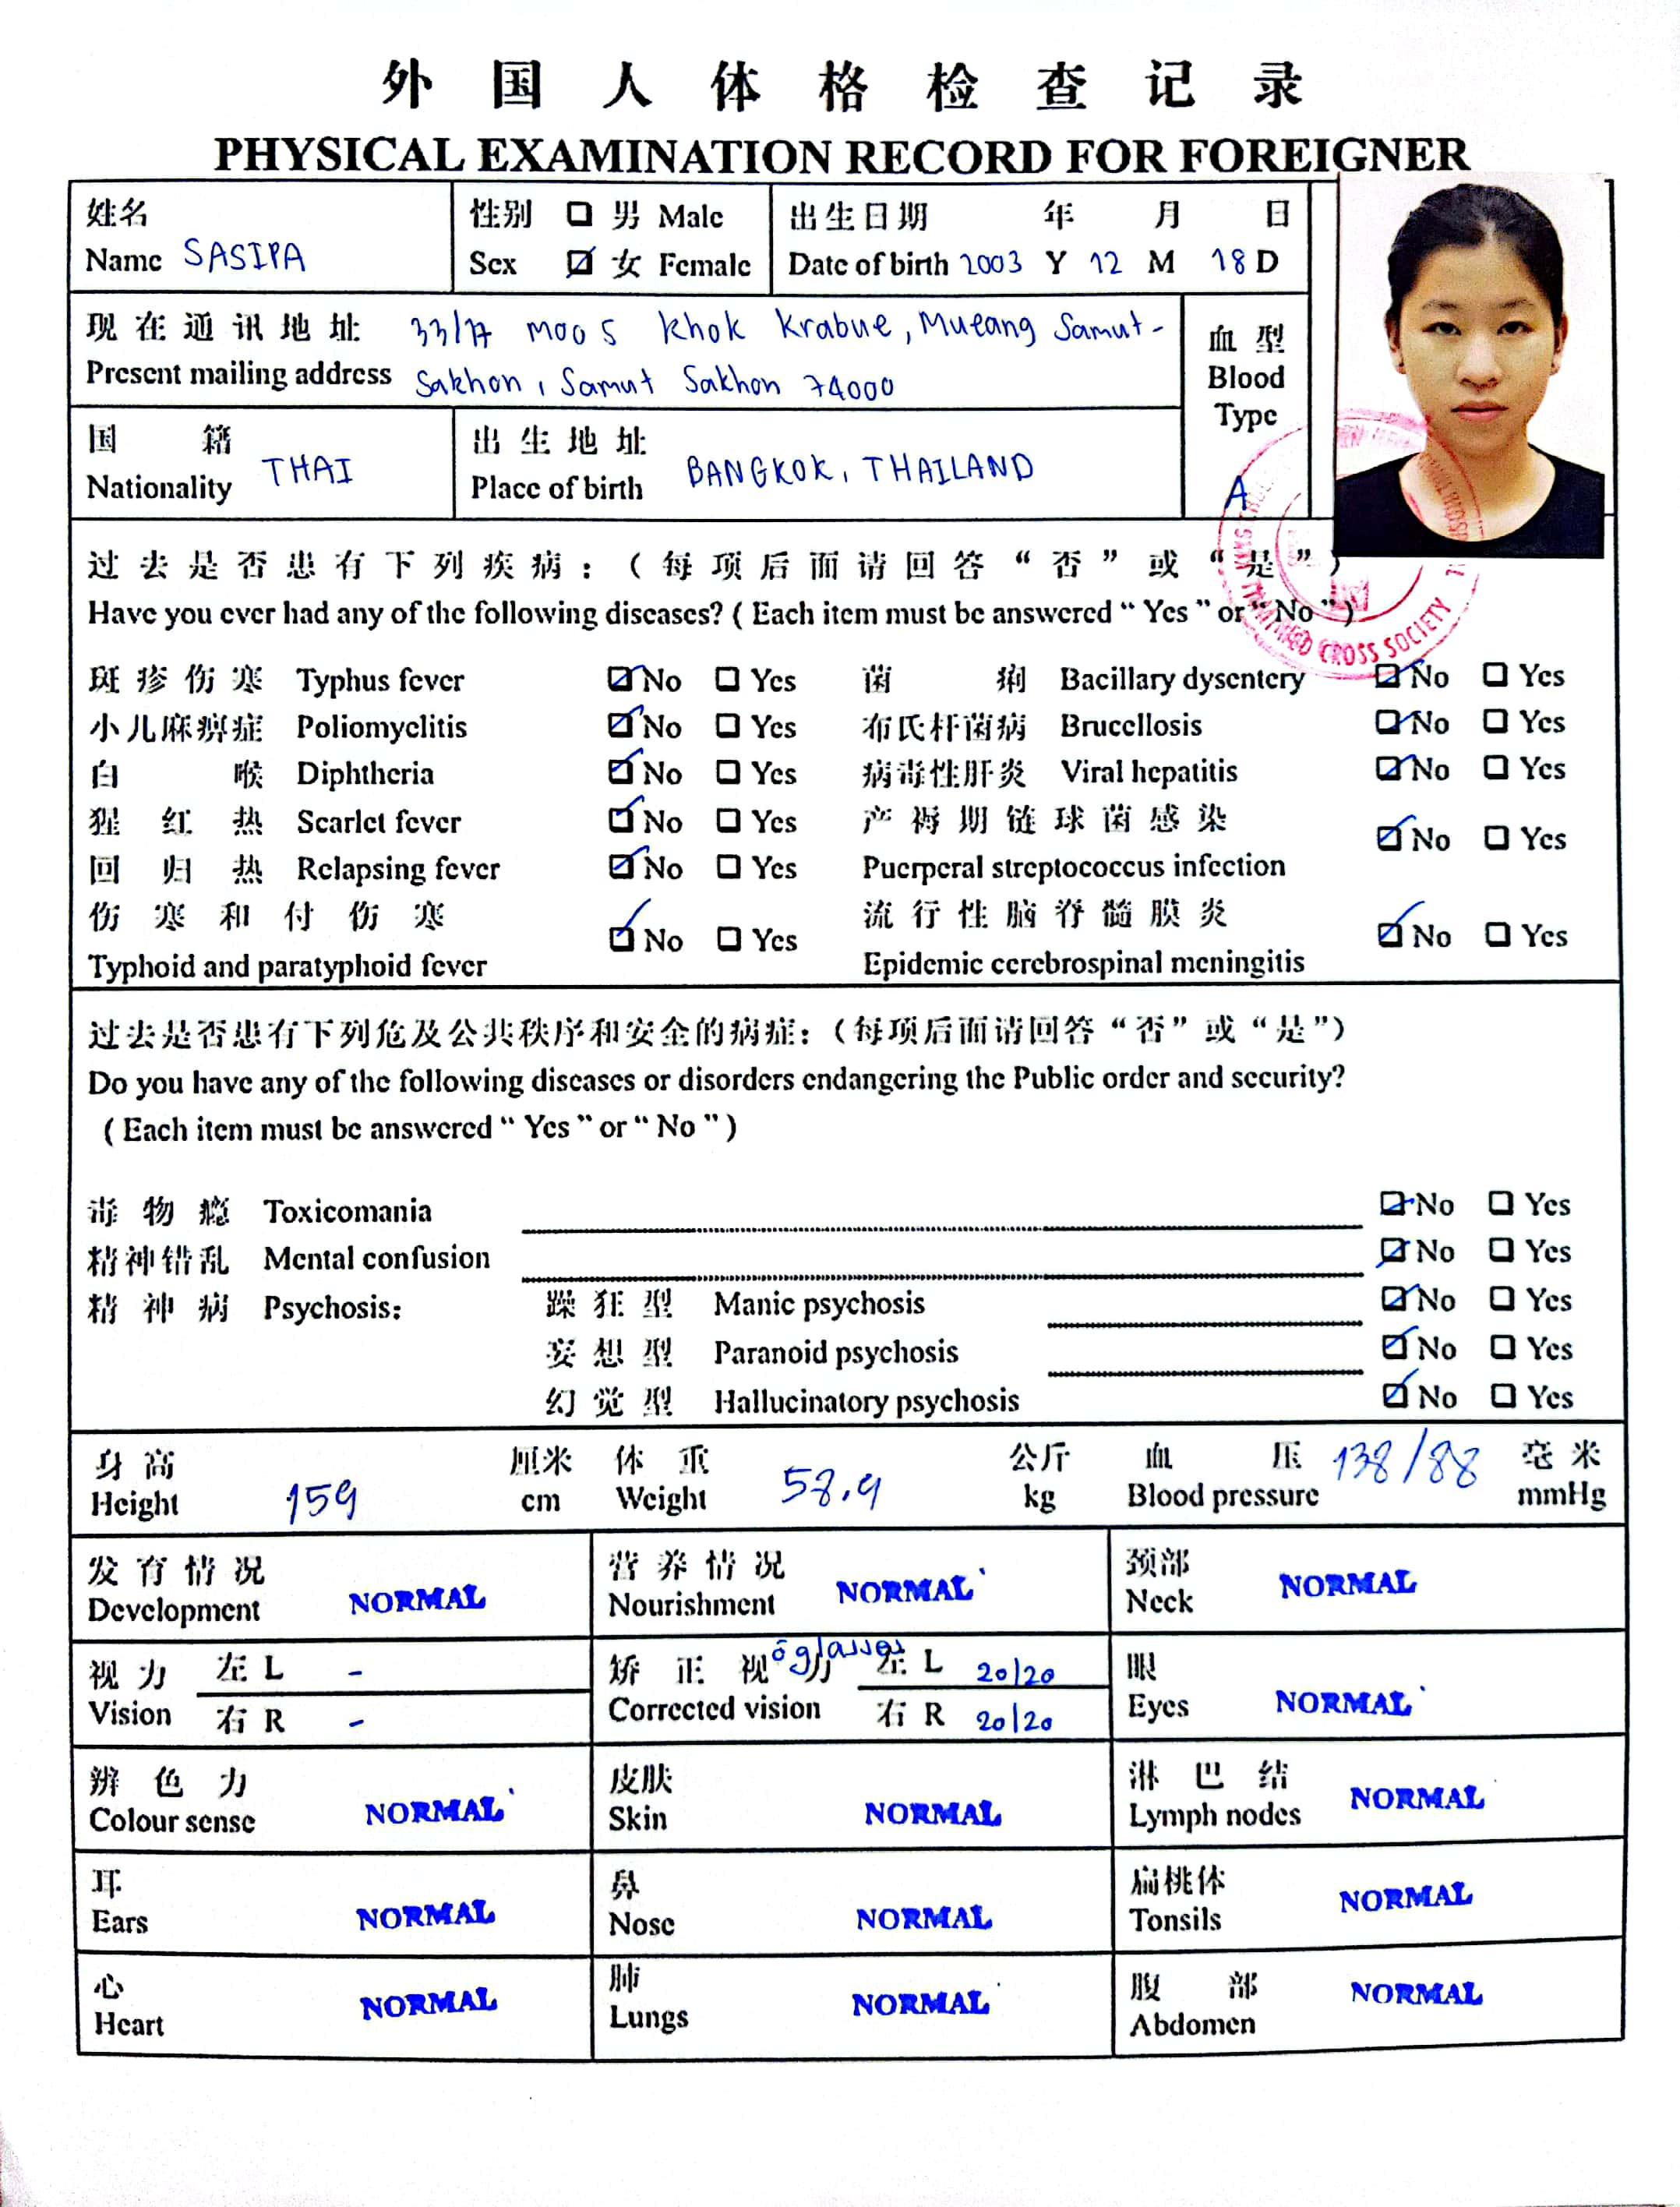 外国人体格检查记录
PHYSICAL EXAMINATION RECORD FOR FOREIGNER
姓名
Name SASIPA
性别 □ 男 Male
Sex ☑ 女 Female
出生日期 年 月 日
Date of birth 2003 Y 12 M 18 D
现在通讯地址 33/17 Moo 5 Khok Krabue, Mueang Samut-
Present mailing address Sakhon, Samut Sakhon 74000
血型
Blood
Type
A
国籍
Nationality THAI
出生地址
Place of birth BANGKOK, THAILAND
过去是否患有下列疾病：（每项后面请回答“否”或“是”）
Have you ever had any of the following diseases? ( Each item must be answered “ Yes ” or “ No ” )
RED CROSS SOCIETY
斑疹伤寒 Typhus fever ☑ No □ Yes 菌痢 Bacillary dysentery ☑ No □ Yes
小儿麻痹症 Poliomyelitis ☑ No □ Yes 布氏杆菌病 Brucellosis ☑ No □ Yes
白喉 Diphtheria ☑ No □ Yes 病毒性肝炎 Viral hepatitis ☑ No □ Yes
猩红热 Scarlet fever ☑ No □ Yes 产褥期链球菌感染
回归热 Relapsing fever ☑ No □ Yes Puerperal streptococcus infection ☑ No □ Yes
伤寒和付伤寒 流行性脑脊髓膜炎
Typhoid and paratyphoid fever ☑ No □ Yes Epidemic cerebrospinal meningitis ☑ No □ Yes
过去是否患有下列危及公共秩序和安全的病症：（每项后面请回答“否”或“是”）
Do you have any of the following diseases or disorders endangering the Public order and security?
( Each item must be answered “ Yes ” or “ No ” )
毒物瘾 Toxicomania ☑ No □ Yes
精神错乱 Mental confusion ☑ No □ Yes
精神病 Psychosis: 躁狂型 Manic psychosis ☑ No □ Yes
妄想型 Paranoid psychosis ☑ No □ Yes
幻觉型 Hallucinatory psychosis ☑ No □ Yes
身高 厘米 体重 公斤 血压 毫米
Height 159 cm Weight 58.9 kg Blood pressure 138/88 mmHg
发育情况
Development NORMAL
营养情况
Nourishment NORMAL
颈部
Neck NORMAL
视力 左 L -
Vision 右 R -
矫正视力 c̄ glasses 左 L 20/20
Corrected vision 右 R 20/20
眼
Eyes NORMAL
辨色力
Colour sense NORMAL
皮肤
Skin NORMAL
淋巴结
Lymph nodes NORMAL
耳
Ears NORMAL
鼻
Nose NORMAL
扁桃体
Tonsils NORMAL
心
Heart NORMAL
肺
Lungs NORMAL
腹部
Abdomen NORMAL